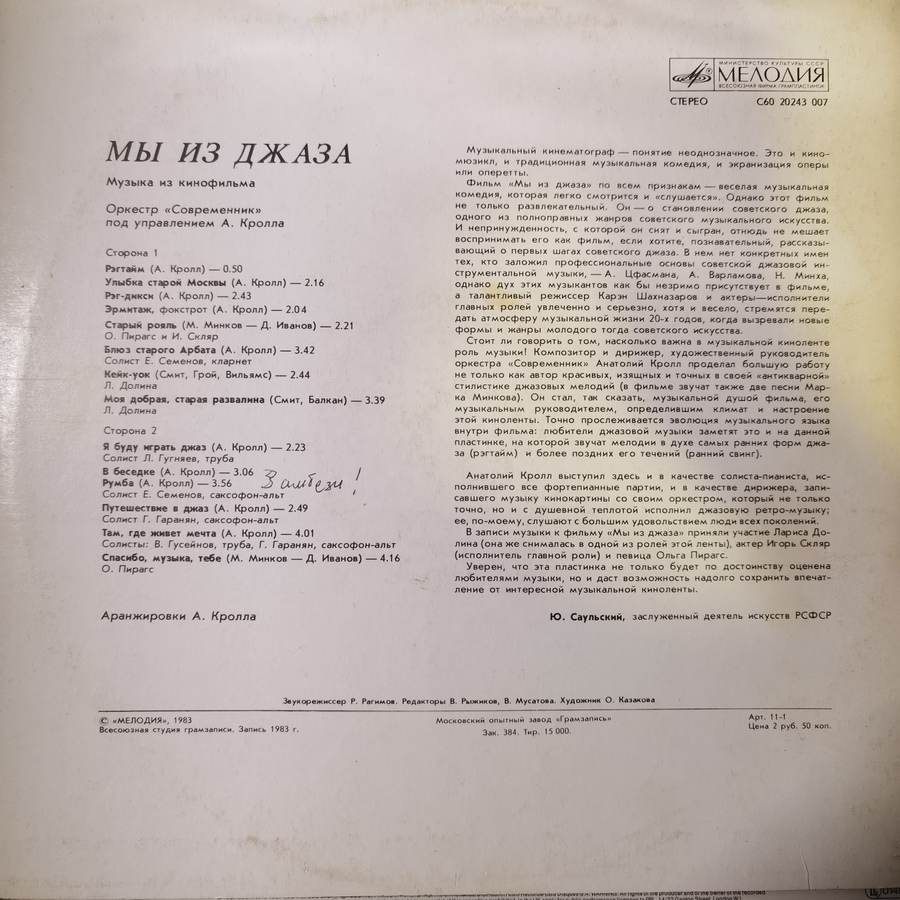 МИНИСТЕРСТВО КУЛЬТУРЫ СССР
МЕЛОДИЯ
ВСЕСОЮЗНАЯ ФИРМА ГРАМПЛАСТИНОК
СТЕРЕО С60 20243 007
МЫ ИЗ ДЖАЗА
Музыка из кинофильма
Оркестр «Современник»
под управлением А. Кролла
Сторона 1
Рэгтайм (А. Кролл) — 0.50
Улыбка старой Москвы (А. Кролл) — 2.16
Рэг-дикси (А. Кролл) — 2.43
Эрмитаж, фокстрот (А. Кролл) — 2.04
Старый рояль (М. Минков — Д. Иванов) — 2.21
О. Пирагс и И. Скляр
Блюз старого Арбата (А. Кролл) — 3.42
Солист Е. Семенов, кларнет
Кейк-уок (Смит, Грой, Вильямс) — 2.44
Л. Долина
Моя добрая, старая развалина (Смит, Балкан) — 3.39
Л. Долина
Сторона 2
Я буду играть джаз (А. Кролл) — 2.23
Солист Л. Гугняев, труба
В беседке (А. Кролл) — 3.06
Румба (А. Кролл) — 3.56 Замбези!
Солист Е. Семенов, саксофон-альт
Путешествие в джаз (А. Кролл) — 2.49
Солист Г. Гаранян, саксофон-альт
Там, где живет мечта (А. Кролл) — 4.01
Солисты: В. Гусейнов, труба, Г. Гаранян, саксофон-альт
Спасибо, музыка, тебе (М. Минков — Д. Иванов) — 4.16
О. Пирагс
Аранжировки А. Кролла
Музыкальный кинематограф — понятие неоднозначное. Это и кино-
мюзикл, и традиционная музыкальная комедия, и экранизация оперы
или оперетты.
Фильм «Мы из джаза» по всем признакам — веселая музыкальная
комедия, которая легко смотрится и «слушается». Однако этот фильм
не только развлекательный. Он — о становлении советского джаза,
одного из полноправных жанров советского музыкального искусства.
И непринужденность, с которой он снят и сыгран, отнюдь не мешает
воспринимать его как фильм, если хотите, познавательный, рассказы-
вающий о первых шагах советского джаза. В нем нет конкретных имен
тех, кто заложил профессиональные основы советской джазовой ин-
струментальной музыки, — А. Цфасмана, А. Варламова, Н. Минха,
однако дух этих музыкантов как бы незримо присутствует в фильме,
а талантливый режиссер Карэн Шахназаров и актеры — исполнители
главных ролей увлеченно и серьезно, хотя и весело, стремятся пере-
дать атмосферу музыкальной жизни 20-х годов, когда вызревали новые
формы и жанры молодого тогда советского искусства.
Стоит ли говорить о том, насколько важна в музыкальной киноленте
роль музыки! Композитор и дирижер, художественный руководитель
оркестра «Современник» Анатолий Кролл проделал большую работу
не только как автор красивых, изящных и точных в своей «антикварной»
стилистике джазовых мелодий (в фильме звучат также две песни Мар-
ка Минкова). Он стал, так сказать, музыкальной душой фильма, его
музыкальным руководителем, определившим климат и настроение
этой киноленты. Точно прослеживается эволюция музыкального языка
внутри фильма: любители джазовой музыки заметят это и на данной
пластинке, на которой звучат мелодии в духе самых ранних форм джа-
за (рэгтайм) и более поздних его течений (ранний свинг).
Анатолий Кролл выступил здесь и в качестве солиста-пианиста, ис-
полнившего все фортепианные партии, и в качестве дирижера, запи-
савшего музыку кинокартины со своим оркестром, который не только
точно, но и с душевной теплотой исполнил джазовую ретро-музыку;
ее, по-моему, слушают с большим удовольствием люди всех поколений.
В записи музыки к фильму «Мы из джаза» приняли участие Лариса До-
лина (она же снималась в одной из ролей этой ленты), актер Игорь Скляр
(исполнитель главной роли) и певица Ольга Пирагс.
Уверен, что эта пластинка не только будет по достоинству оценена
любителями музыки, но и даст возможность надолго сохранить впечат-
ление от интересной музыкальной киноленты.
Ю. Саульский, заслуженный деятель искусств РСФСР
Звукорежиссер Р. Рагимов. Редакторы В. Рыжиков, В. Мусатова. Художник О. Казакова
© «МЕЛОДИЯ», 1983
Всесоюзная студия грамзаписи. Запись 1983 г.
Московский опытный завод «Грамзапись»
Зак. 384. Тир. 15 000.
Арт. 11-1
Цена 2 руб. 50 коп.